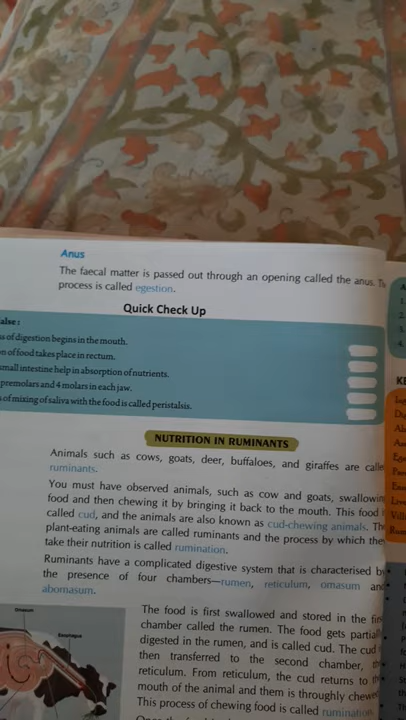 Anus
The faecal matter is passed out through an opening called the anus.
process is called egestion.
Quick Check Up
alse :
s of digestion begins in the mouth.
n of food takes place in rectum.
mall intestine help in absorption of nutrients.
premolars and 4 molars in each jaw.
s of mixing of saliva with the food is called peristalsis.
NUTRITION IN RUMINANTS
Animals such as cows, goats, deer, buffaloes, and giraffes are calle
ruminants.
You must have observed animals, such as cow and goats, swallowin
food and then chewing it by bringing it back to the mouth. This food
called cud, and the animals are also known as cud-chewing animals. Th
plant-eating animals are called ruminants and the process by which the
take their nutrition is called rumination.
Ruminants have a complicated digestive system that is characterised by
the presence of four chambers—rumen, reticulum, omasum and
abomasum.
Omasum
Esophagus
The food is first swallowed and stored in the firs
chamber called the rumen. The food gets partial
digested in the rumen, and is called cud. The cud
then transferred to the second chamber, th
reticulum. From reticulum, the cud returns to th
mouth of the animal and them is throughly chewe
This process of chewing food is called rumination
A
1.
2.
3.
4.
KE